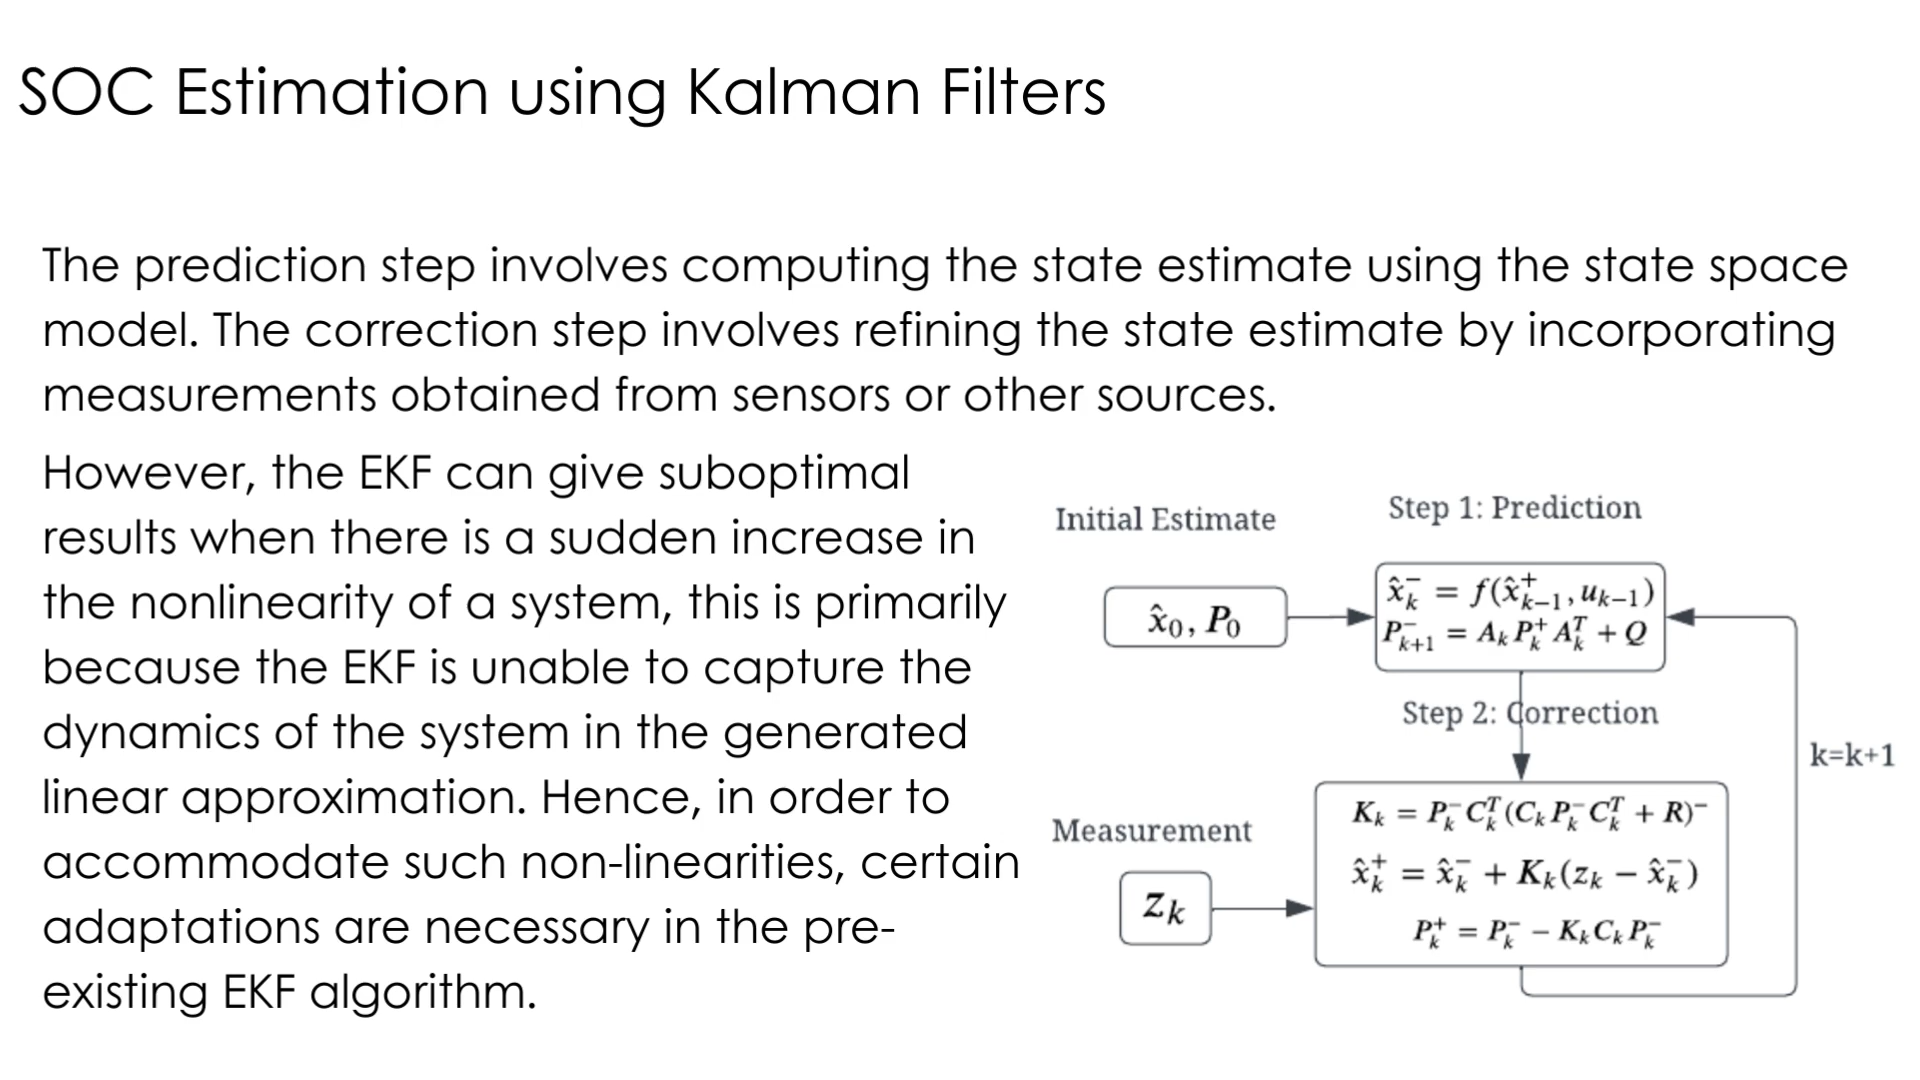 SOC Estimation using Kalman Filters
The prediction step involves computing the state estimate using the state space
model. The correction step involves refining the state estimate by incorporating
measurements obtained from sensors or other sources.
However, the EKF can give suboptimal
results when there is a sudden increase in
the nonlinearity of a system, this is primarily
because the EKF is unable to capture the
dynamics of the system in the generated
linear approximation. Hence, in order to
accommodate such non-linearities, certain
adaptations are necessary in the pre-
existing EKF algorithm.
Initial Estimate
x̂₀, P₀
Step 1: Prediction
x̂ₖ⁻ = f(x̂ₖ₋₁⁺, uₖ₋₁)
Pₖ₊₁⁻ = AₖPₖ⁺Aₖᵀ + Q
Step 2: Correction
k=k+1
Measurement
zₖ
Kₖ = Pₖ⁻Cₖᵀ(CₖPₖ⁻Cₖᵀ + R)⁻
x̂ₖ⁺ = x̂ₖ⁻ + Kₖ(zₖ − x̂ₖ⁻)
Pₖ⁺ = Pₖ⁻ − KₖCₖPₖ⁻